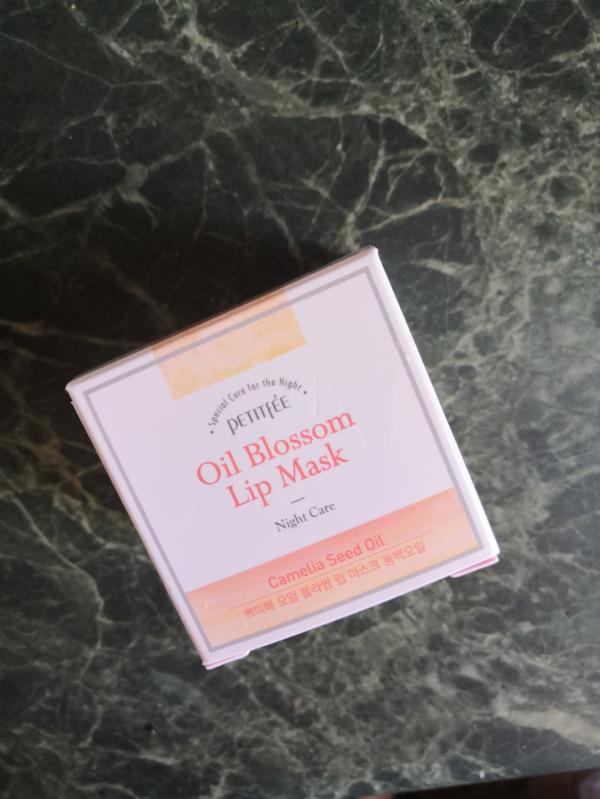 • Special Care for the Night •
PETITFÉE
Oil Blossom
Lip Mask
Night Care
Camelia Seed Oil
쁘띠페 오일 블라썸 립 마스크 동백오일